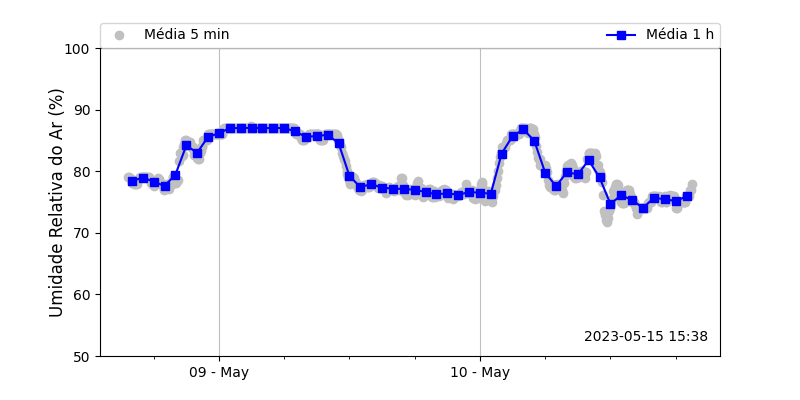 Média 5 min
Média 1 h
Umidade Relativa do Ar (%)
100
90
80
70
60
50
2023-05-15 15:38
09 - May
10 - May